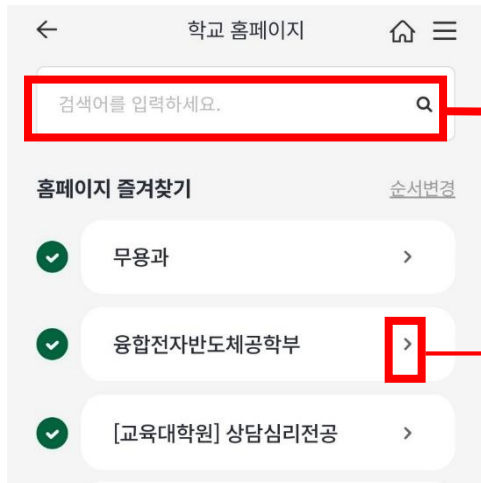 학교 홈페이지
검색어를 입력하세요.
홈페이지 즐겨찾기 순서변경
무용과
융합전자반도체공학부
[교육대학원] 상담심리전공